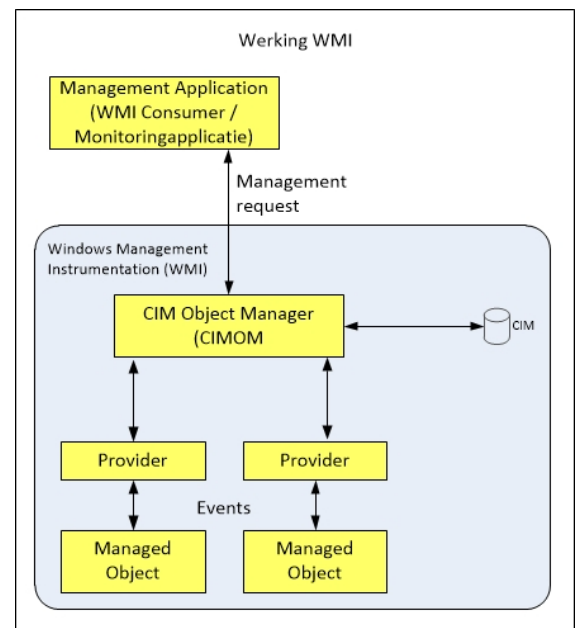 Werking WMI
Management Application
(WMI Consumer /
Monitoringapplicatie)
Management
request
Windows Management
Instrumentation (WMI)
CIM Object Manager
(CIMOM
CIM
Provider
Provider
Events
Managed
Object
Managed
Object